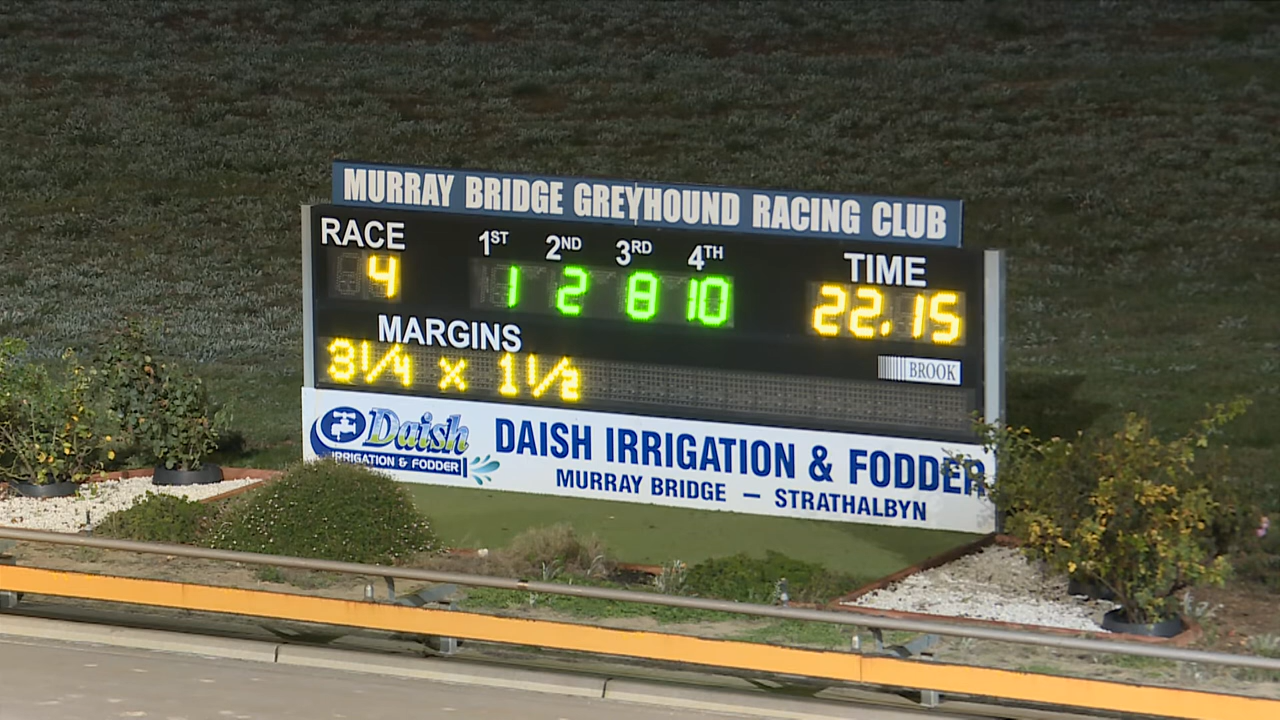 MURRAY BRIDGE GREYHOUND RACING CLUB
RACE 1ST 2ND 3RD 4TH TIME
4 1 2 8 10 22.15
MARGINS
3 1/4 x 1 1/2
BROOK
Daish
IRRIGATION & FODDER
DAISH IRRIGATION & FODDER
MURRAY BRIDGE – STRATHALBYN